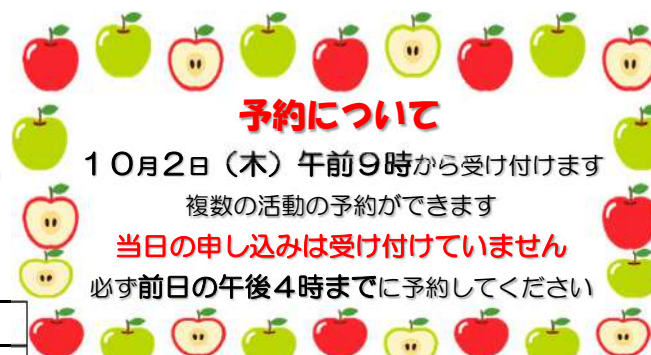 予約について
１０月２日（木）午前９時から受け付けます
複数の活動の予約ができます
当日の申し込みは受け付けていません
必ず前日の午後４時までに予約してください